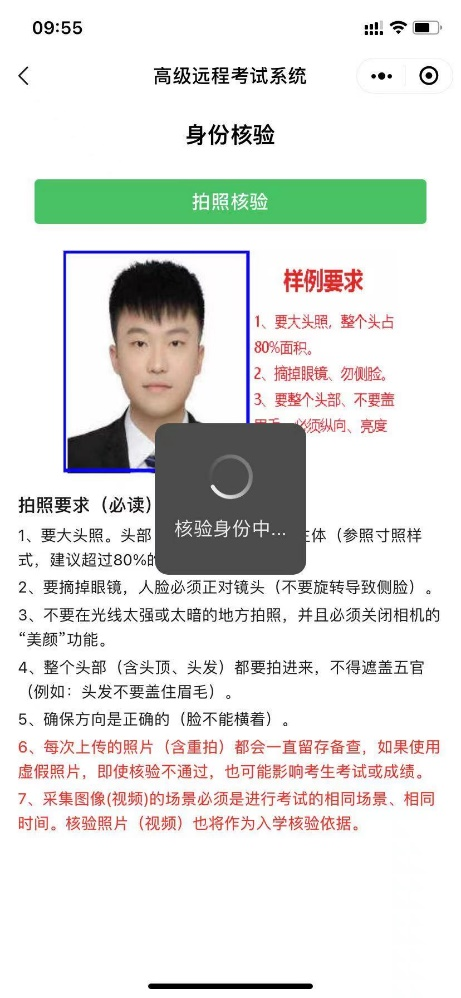 09:55
高级远程考试系统
身份核验
拍照核验
样例要求
1、要大头照，整个头占
80%面积。
2、摘掉眼镜、勿侧脸。
3、要整个头部、不要盖
必须纵向、亮度
核验身份中...
拍照要求（必读）
1、要大头照。头部 主体（参照寸照样
式，建议超过80%的
2、要摘掉眼镜，人脸必须正对镜头（不要旋转导致侧脸）。
3、不要在光线太强或太暗的地方拍照，并且必须关闭相机的
“美颜”功能。
4、整个头部（含头顶、头发）都要拍进来，不得遮盖五官
（例如：头发不要盖住眉毛）。
5、确保方向是正确的（脸不能横着）。
6、每次上传的照片（含重拍）都会一直留存备查，如果使用
虚假照片，即使核验不通过，也可能影响考生考试或成绩。
7、采集图像(视频)的场景必须是进行考试的相同场景、相同
时间。核验照片（视频）也将作为入学核验依据。